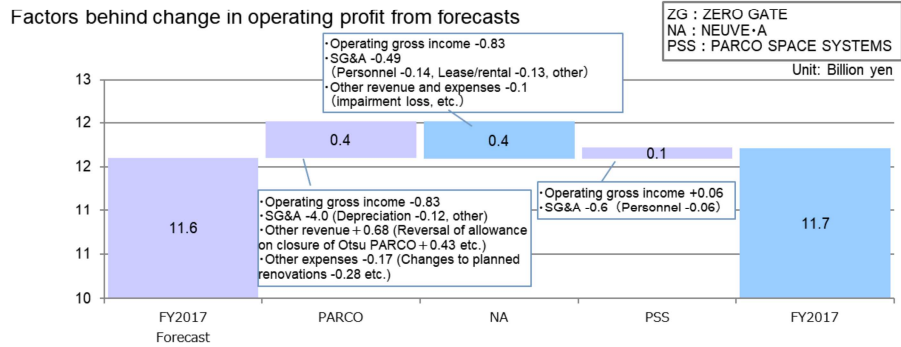 Factors behind change in operating profit from forecasts
ZG：ZERO GATE
NA：NEUVE・A
PSS：PARCO SPACE SYSTEMS
Unit: Billion yen
・Operating gross income -0.83
・SG&A -0.49
（Personnel -0.14, Lease/rental -0.13, other）
・Other revenue and expenses -0.1
（impairment loss, etc.）
13
12
12
11
11
10
11.6
0.4
0.4
0.1
11.7
・Operating gross income -0.83
・SG&A -4.0 (Depreciation -0.12, other)
・Other revenue＋0.68 (Reversal of allowance
on closure of Otsu PARCO＋0.43 etc.)
・Other expenses -0.17 (Changes to planned
renovations -0.28 etc.)
・Operating gross income +0.06
・SG&A -0.6（Personnel -0.06）
FY2017
Forecast
PARCO
NA
PSS
FY2017